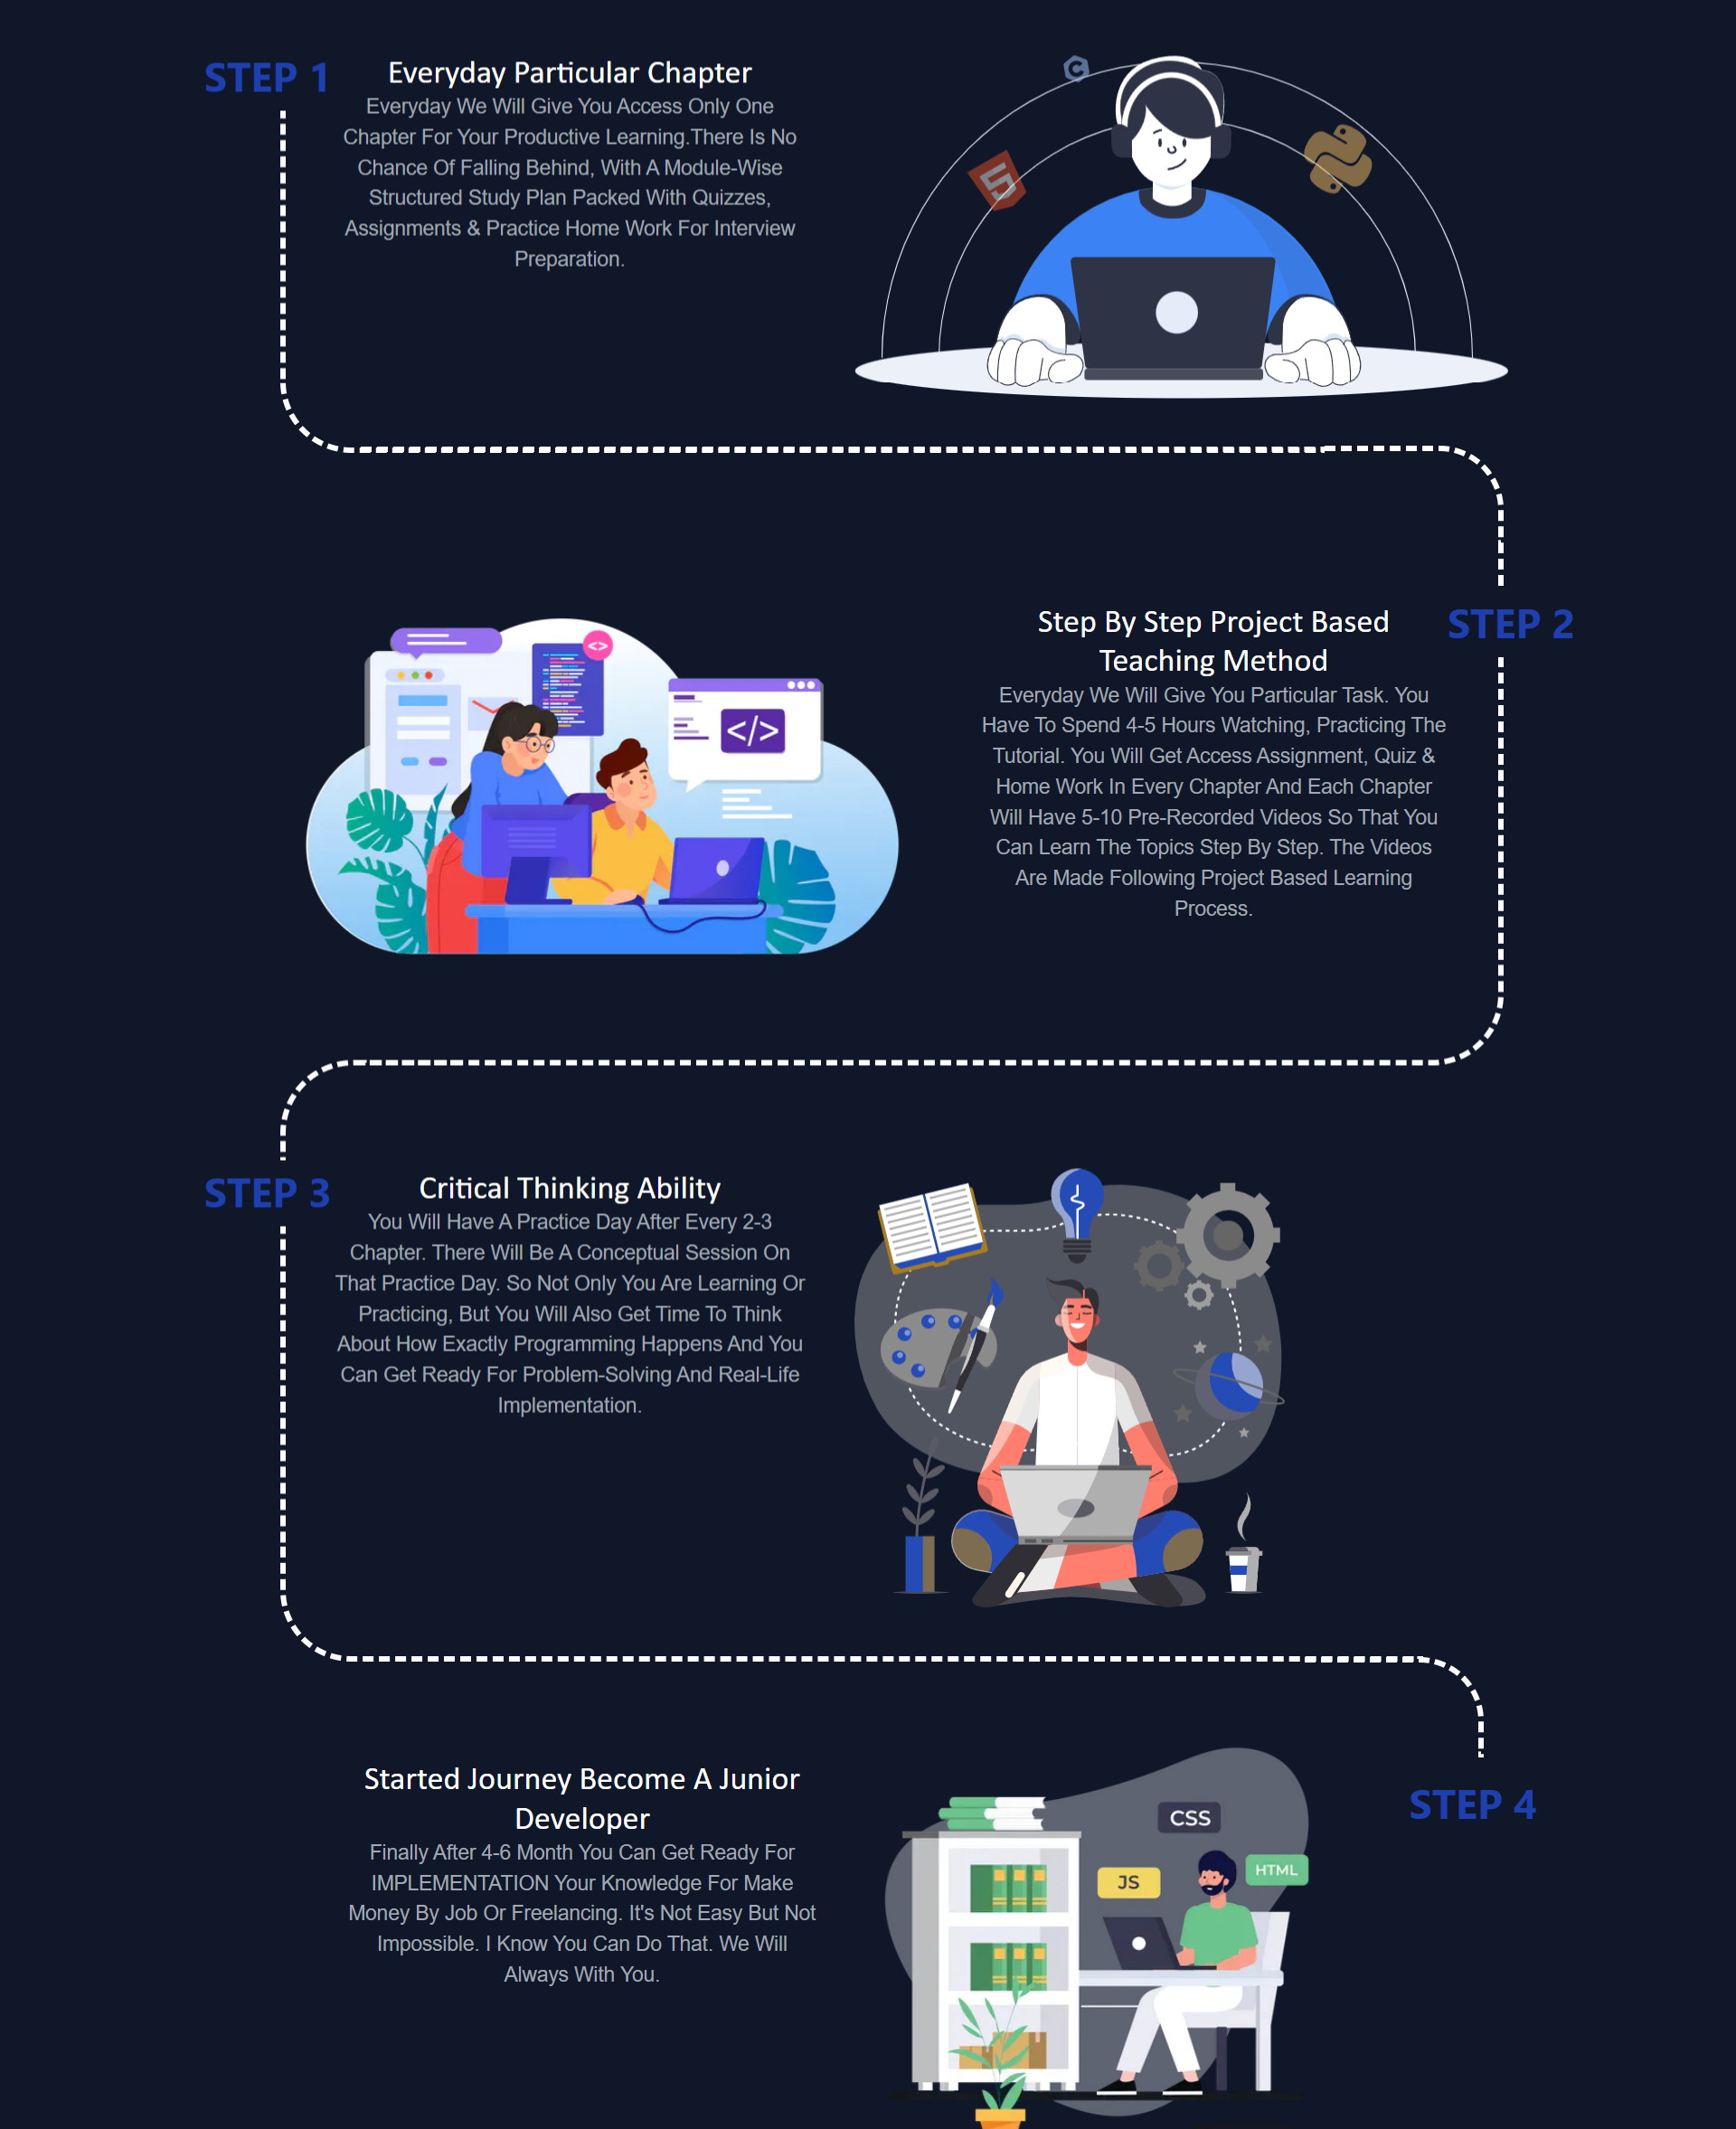 STEP 1
Everyday Particular Chapter
Everyday We Will Give You Access Only One
Chapter For Your Productive Learning.There Is No
Chance Of Falling Behind, With A Module-Wise
Structured Study Plan Packed With Quizzes,
Assignments & Practice Home Work For Interview
Preparation.
C
5
STEP 2
Step By Step Project Based
Teaching Method
Everyday We Will Give You Particular Task. You
Have To Spend 4-5 Hours Watching, Practicing The
Tutorial. You Will Get Access Assignment, Quiz &
Home Work In Every Chapter And Each Chapter
Will Have 5-10 Pre-Recorded Videos So That You
Can Learn The Topics Step By Step. The Videos
Are Made Following Project Based Learning
Process.
<>
</>
STEP 3
Critical Thinking Ability
You Will Have A Practice Day After Every 2-3
Chapter. There Will Be A Conceptual Session On
That Practice Day. So Not Only You Are Learning Or
Practicing, But You Will Also Get Time To Think
About How Exactly Programming Happens And You
Can Get Ready For Problem-Solving And Real-Life
Implementation.
STEP 4
Started Journey Become A Junior
Developer
Finally After 4-6 Month You Can Get Ready For
IMPLEMENTATION Your Knowledge For Make
Money By Job Or Freelancing. It's Not Easy But Not
Impossible. I Know You Can Do That. We Will
Always With You.
CSS
JS
HTML